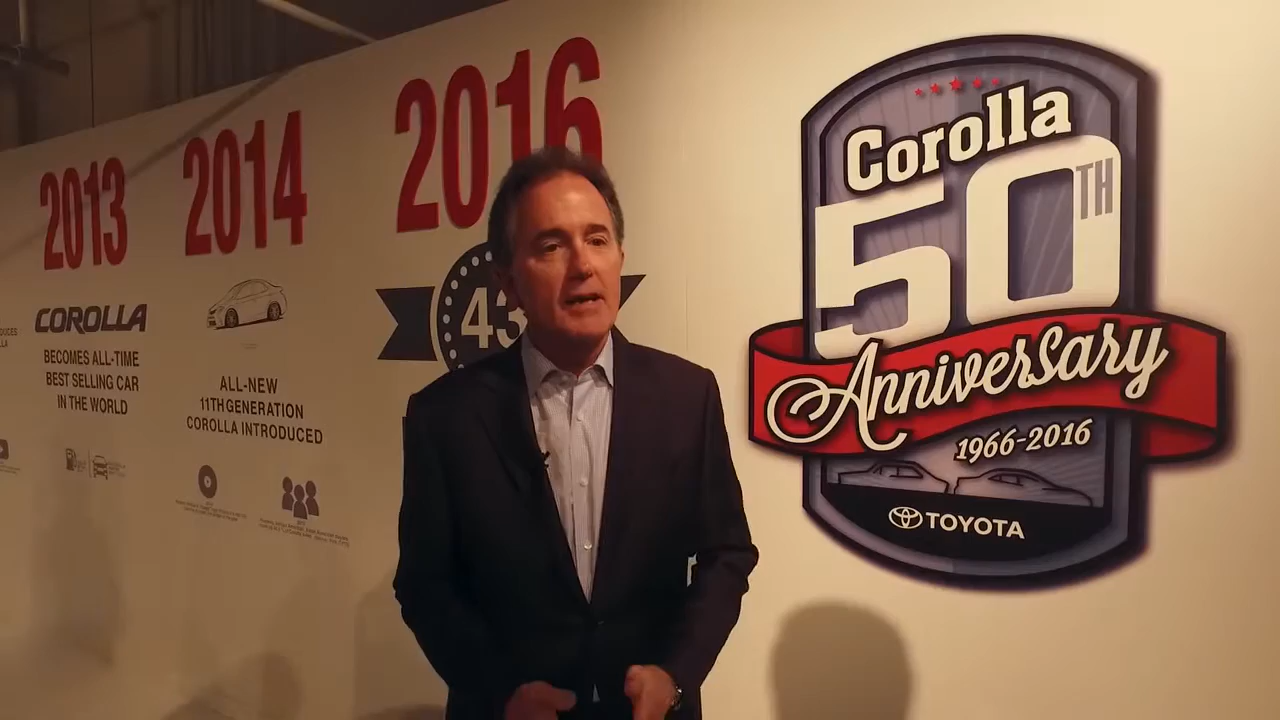 2013
COROLLA
BECOMES ALL-TIME
BEST SELLING CAR
IN THE WORLD
2014
ALL-NEW
11TH GENERATION
COROLLA INTRODUCED
2016
43
Corolla
50TH
Anniversary
1966-2016
TOYOTA